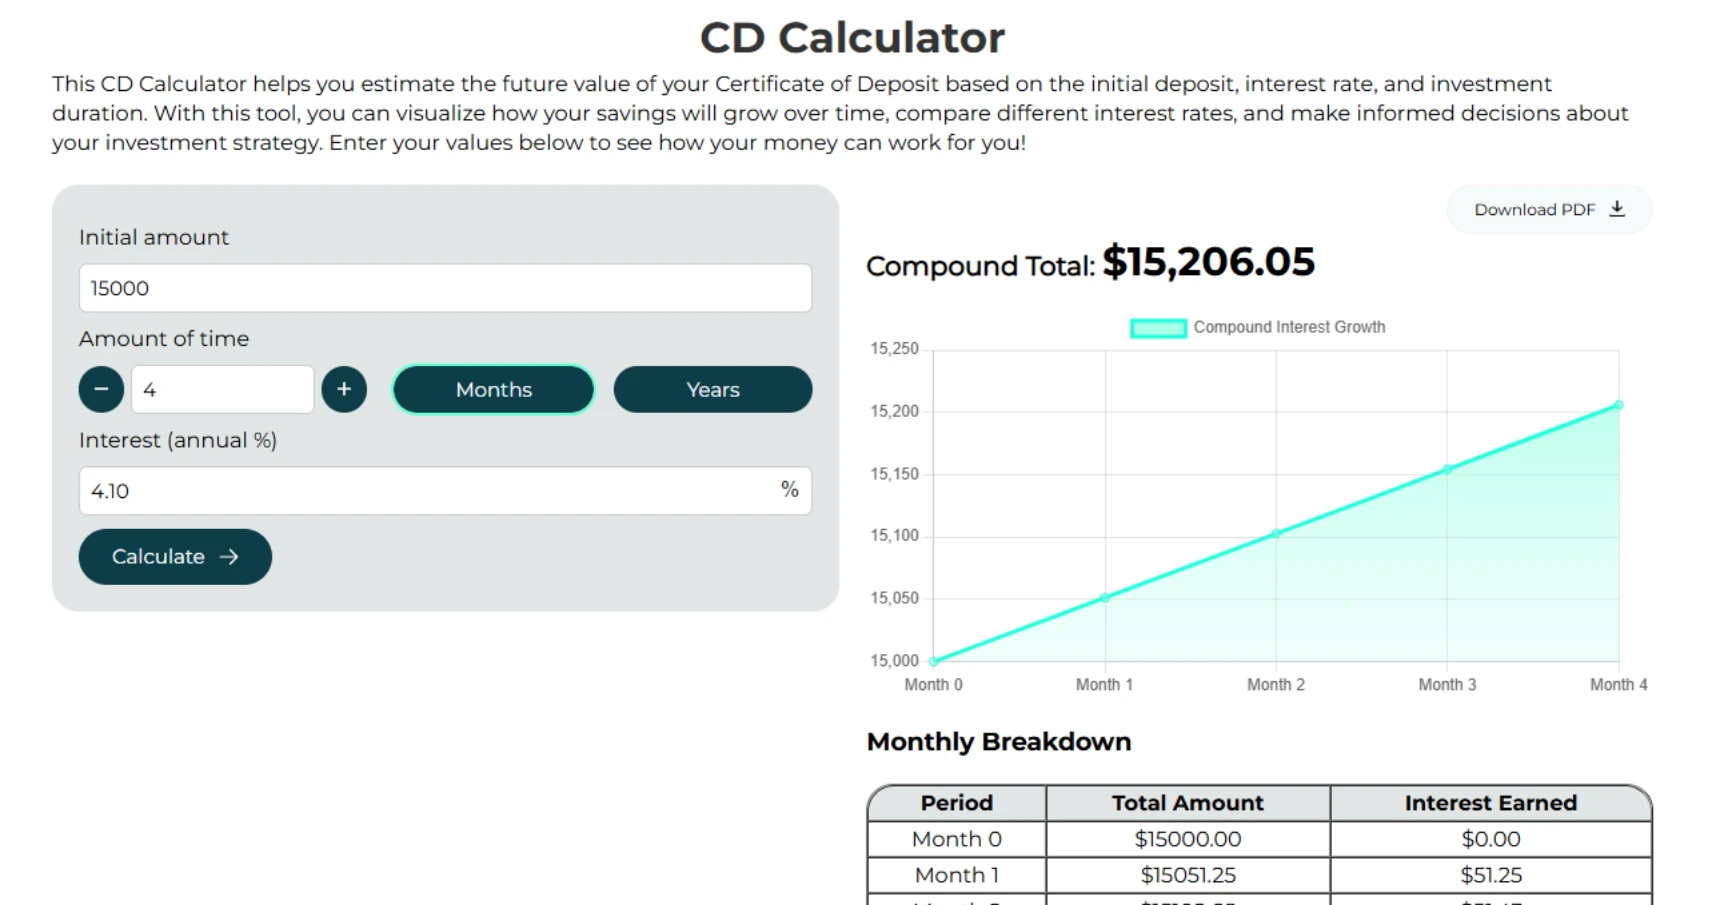 CD Calculator
This CD Calculator helps you estimate the future value of your Certificate of Deposit based on the initial deposit, interest rate, and investment
duration. With this tool, you can visualize how your savings will grow over time, compare different interest rates, and make informed decisions about
your investment strategy. Enter your values below to see how your money can work for you!
Initial amount
15000
Amount of time
− 4 + Months Years
Interest (annual %)
4.10 %
Calculate →
Download PDF
Compound Total: $15,206.05
Compound Interest Growth
15,250
15,200
15,150
15,100
15,050
15,000
Month 0 Month 1 Month 2 Month 3 Month 4
Monthly Breakdown
Period Total Amount Interest Earned
Month 0 $15000.00 $0.00
Month 1 $15051.25 $51.25